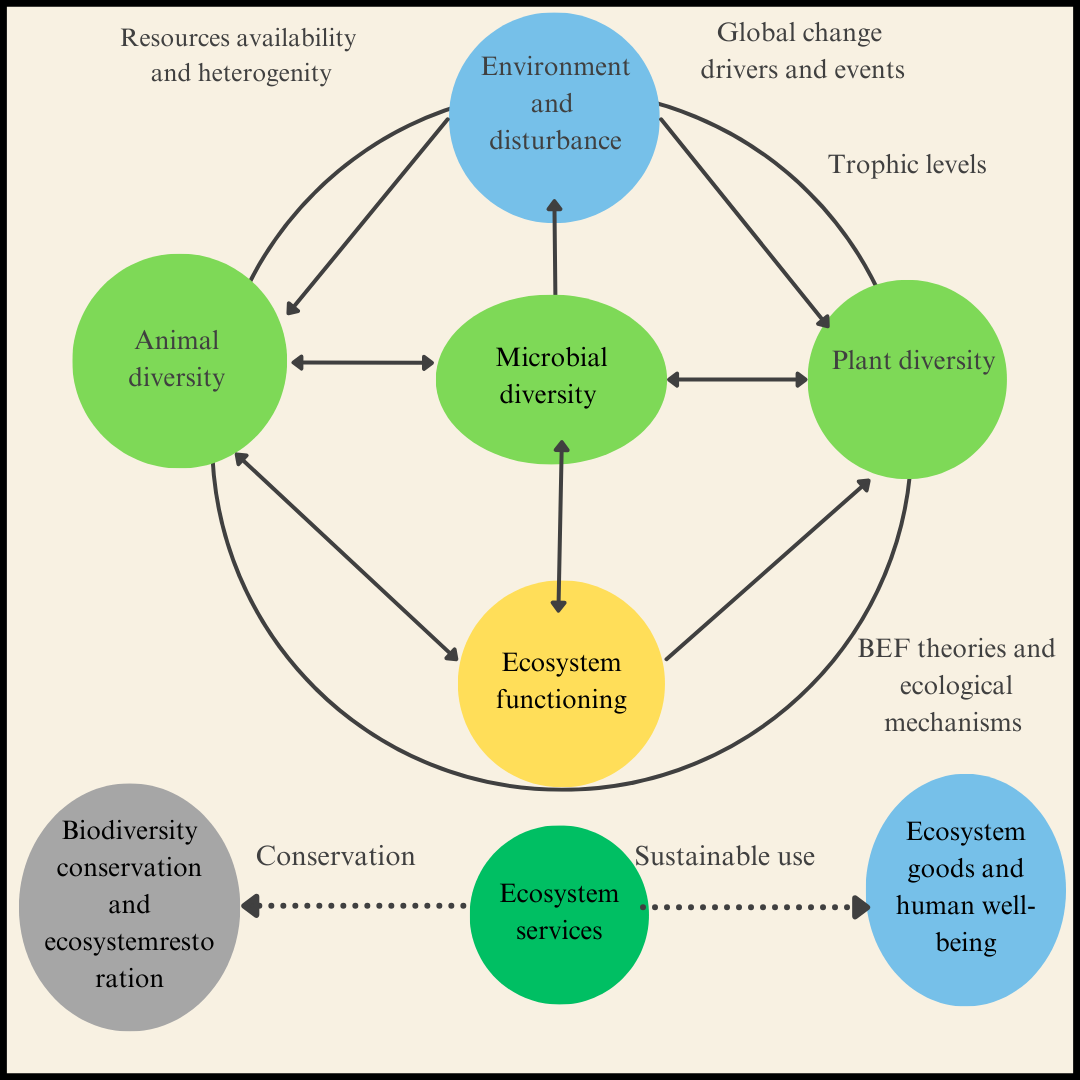 Resources availability
and heterogenity
Environment
and
disturbance
Global change
drivers and events
Trophic levels
Animal
diversity
Microbial
diversity
Plant diversity
Ecosystem
functioning
BEF theories and
ecological
mechanisms
Biodiversity
conservation
and
ecosystemresto
ration
Conservation
Ecosystem
services
Sustainable use
Ecosystem
goods and
human well-
being